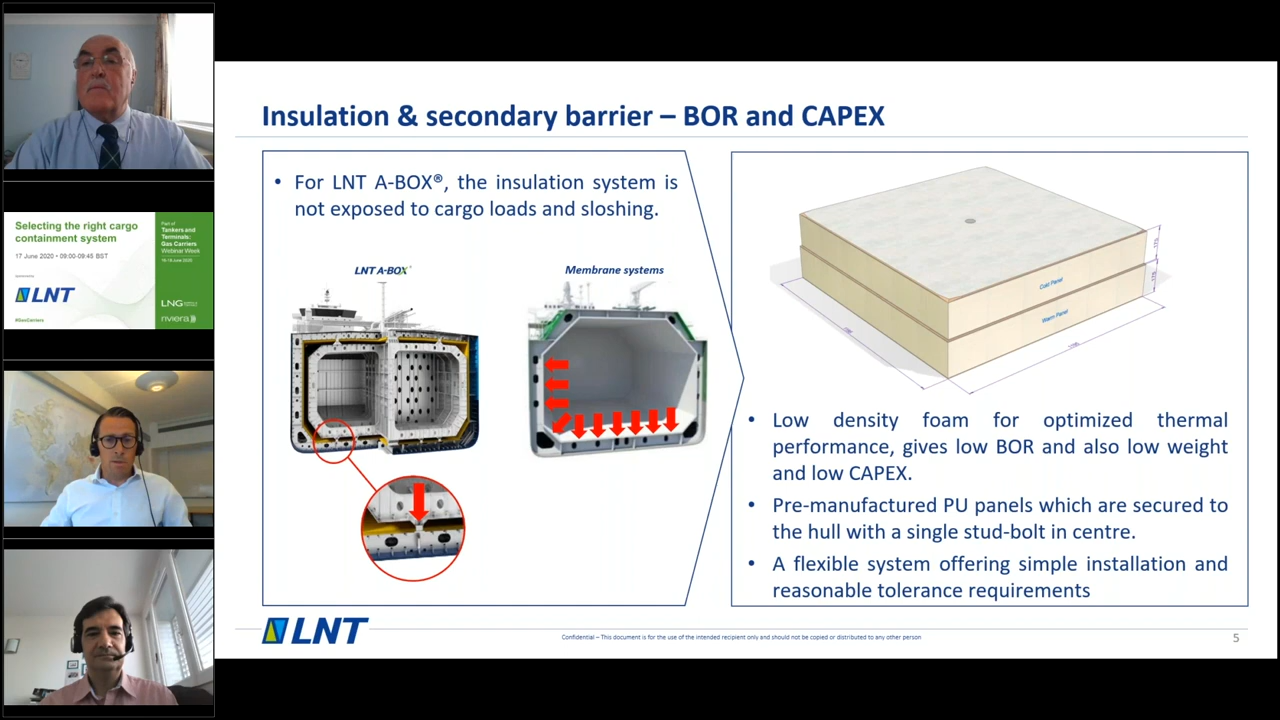 Selecting the right cargo
containment system
17 June 2020 • 09:00-09:45 BST
LNT
#GasCarriers
Part of
Tankers and
Terminals:
Gas Carriers
Webinar Week
LNG
riviera
Insulation & secondary barrier – BOR and CAPEX
• For LNT A-BOX®, the insulation system is
not exposed to cargo loads and sloshing.
LNT A-BOX®
Membrane systems
Cold Panel
Warm Panel
• Low density foam for optimized thermal
performance, gives low BOR and also low weight
and low CAPEX.
• Pre-manufactured PU panels which are secured to
the hull with a single stud-bolt in centre.
• A flexible system offering simple installation and
reasonable tolerance requirements
LNT
Confidential – This document is for the use of the intended recipient only and should not be copied or distributed to any other person
5